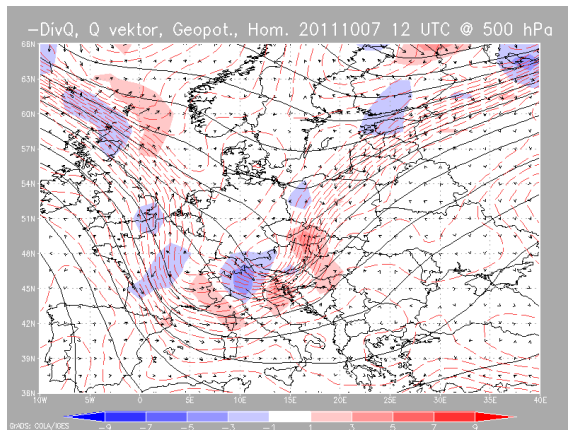 -DivQ, Q vektor, Geopot., Hom. 20111007 12 UTC @ 500 hPa
66N
63N
60N
57N
54N
51N
48N
45N
42N
39N
36N
10W 5W 0 5E 10E 15E 20E 25E 30E 35E 40E
GrADS: COLA/IGES
-9 -7 -5 -3 -1 1 3 5 7 9